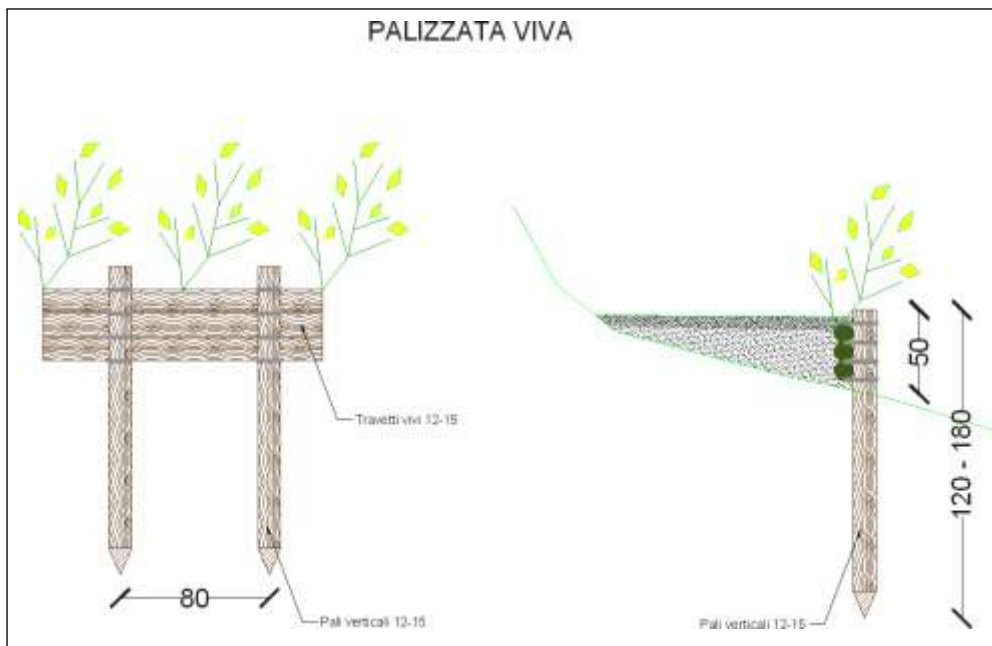 PALIZZATA VIVA
Travetti vivi 12-15
80
Pali verticali 12-15
50
120 - 180
Pali verticali 12-15